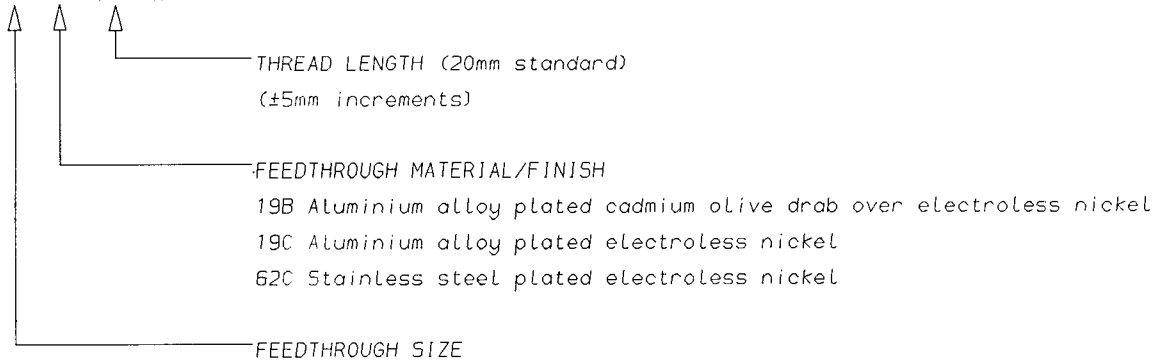 THREAD LENGTH (20mm standard)
(±5mm increments)
FEEDTHROUGH MATERIAL/FINISH
19B Aluminium alloy plated cadmium olive drab over electroless nickel
19C Aluminium alloy plated electroless nickel
62C Stainless steel plated electroless nickel
FEEDTHROUGH SIZE